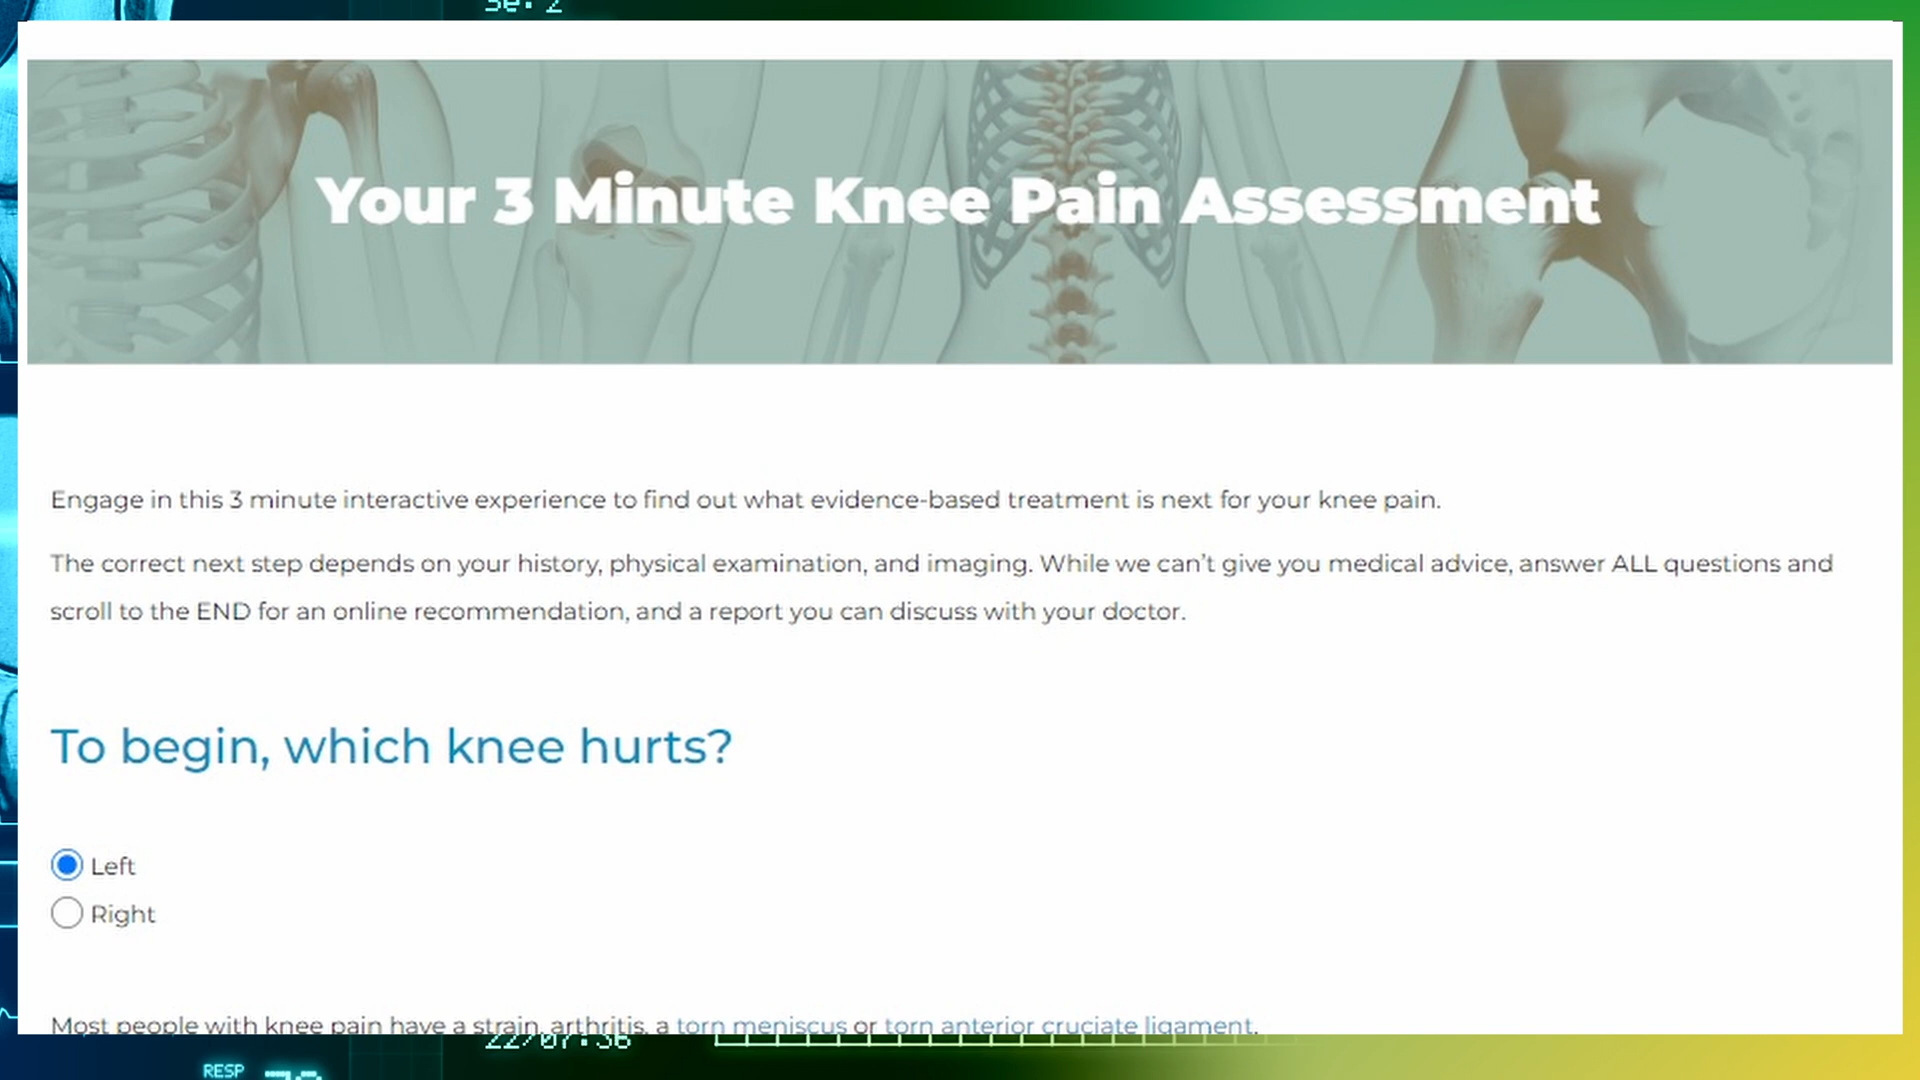 Your 3 Minute Knee Pain Assessment
Engage in this 3 minute interactive experience to find out what evidence-based treatment is next for your knee pain.
The correct next step depends on your history, physical examination, and imaging. While we can’t give you medical advice, answer ALL questions and
scroll to the END for an online recommendation, and a report you can discuss with your doctor.
To begin, which knee hurts?
Left
Right
Most people with knee pain have a strain, arthritis, a torn meniscus or torn anterior cruciate ligament.
RESP